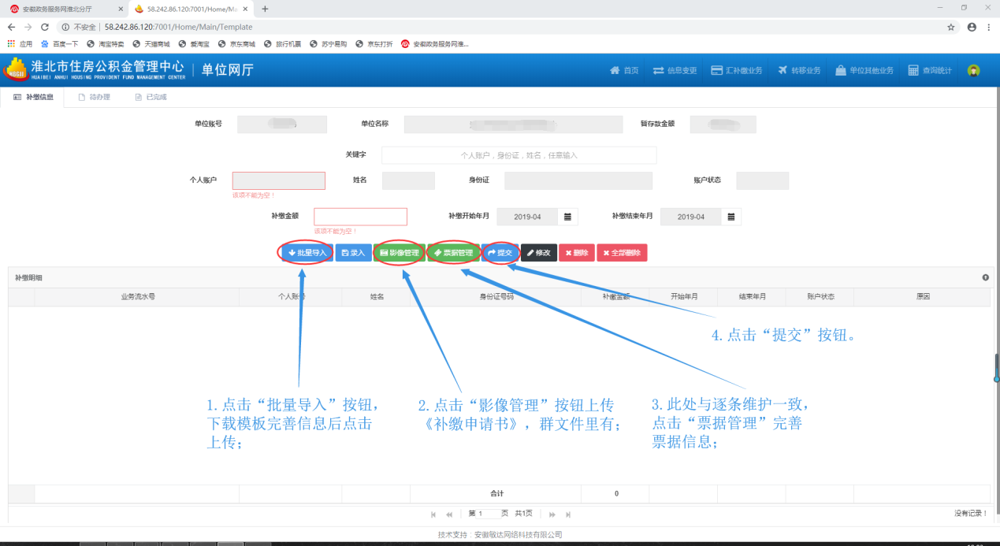 安徽政务服务网淮北分厅
58.242.86.120:7001/Home/Ma
不安全 58.242.86.120:7001/Home/Main/Template
应用 百度一下 淘宝特卖 天猫商城 爱淘宝 京东商城 旅行机票 苏宁易购 京东打折 安徽政务服务网淮...
淮北市住房公积金管理中心 单位网厅
HUAIBEI ANHUI HOUSING PROVIDENT FUND MANAGEMENT CENTER
首页 信息变更 汇补缴业务 转移业务 单位其他业务 查询统计
补缴信息 待办理 已完成
单位账号 单位名称 暂存款金额
关键字 个人账户，身份证，姓名，任意输入
个人账户 姓名 身份证 账户状态
该项不能为空！
补缴金额 补缴开始年月 2019-04 补缴结束年月 2019-04
该项不能为空！
批量导入 录入 影像管理 票据管理 提交 修改 删除 全部删除
补缴明细
业务流水号 个人账号 姓名 身份证号码 补缴金额 开始年月 结束年月 账户状态 原因
4.点击“提交”按钮。
1.点击“批量导入”按钮，
下载模板完善信息后点击
上传；
2.点击“影像管理”按钮上传
《补缴申请书》，群文件里有；
3.此处与逐条维护一致，
点击“票据管理”完善
票据信息；
合计 0
第 1 页 共1页
没有记录！
技术支持：安徽敏达网络科技有限公司